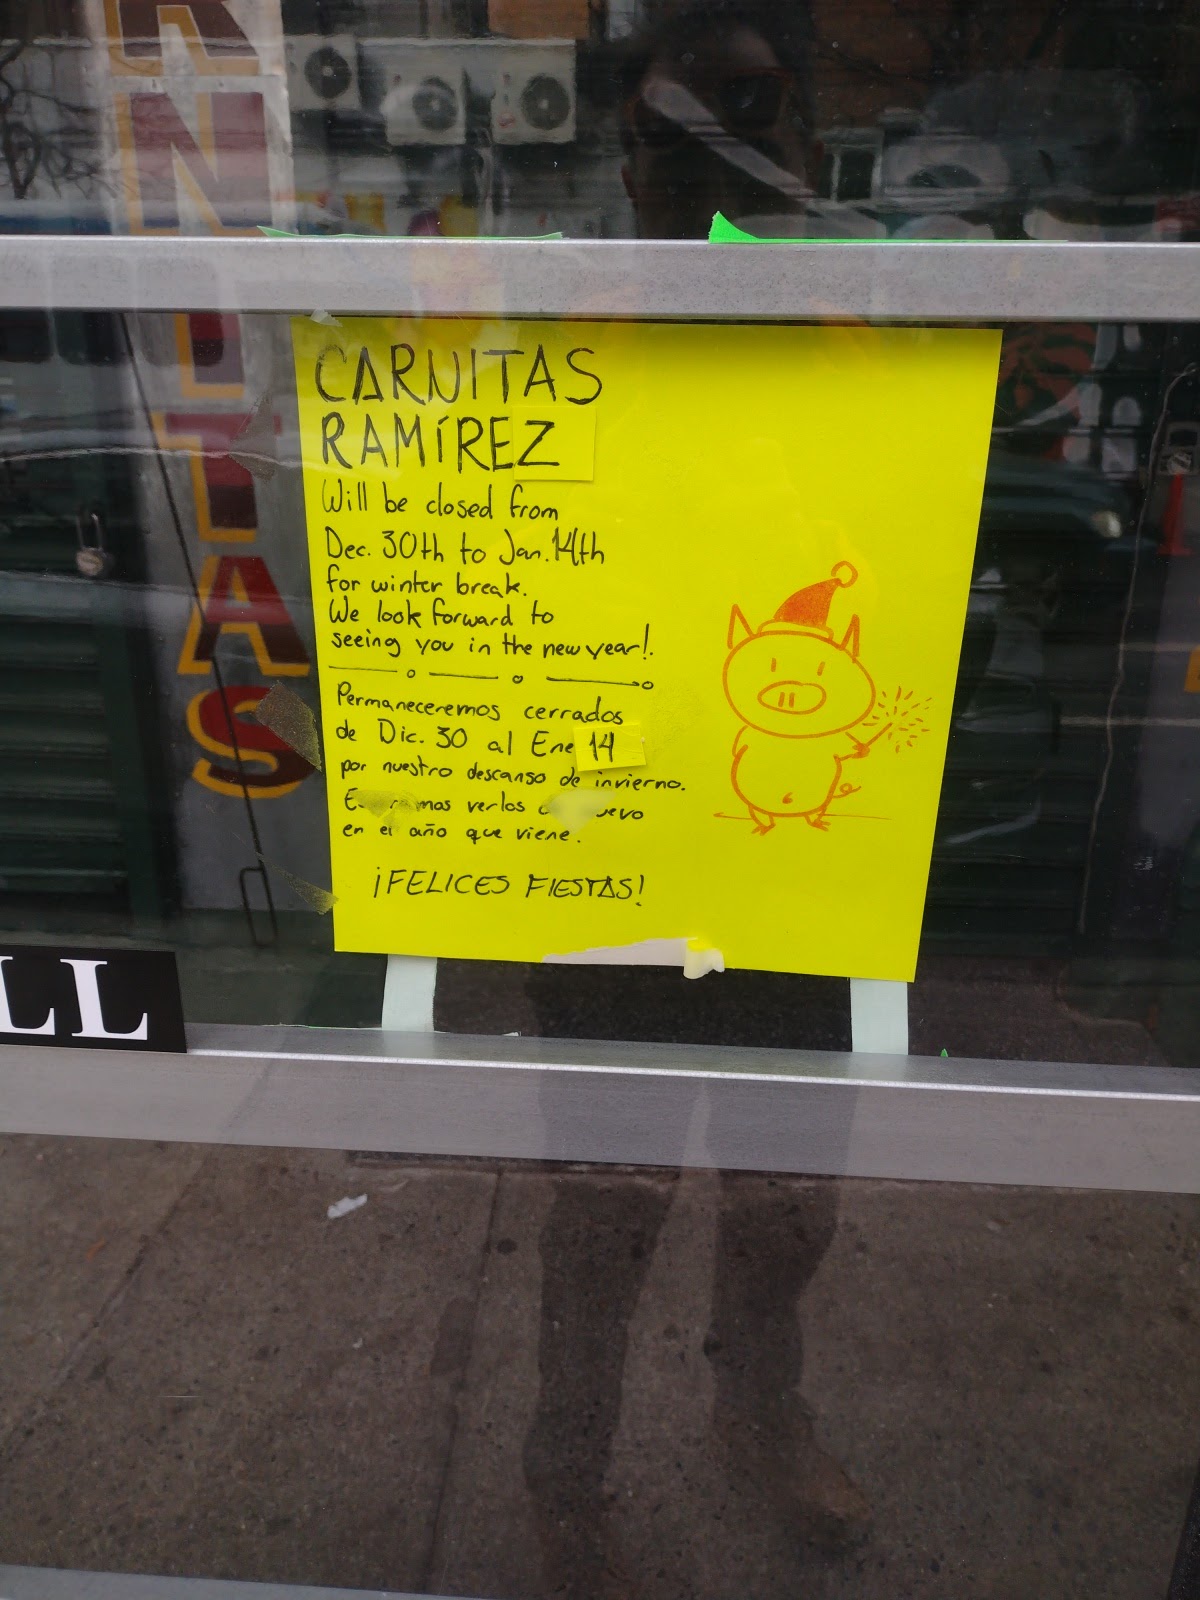 CARNITAS
CARNITAS
RAMÍREZ
Will be closed from
Dec. 30th to Jan. 14th
for winter break.
We look forward to
seeing you in the new year!.
Permaneceremos cerrados
de Dic. 30 al Ene 14
por nuestro descanso de invierno.
verlos
en el año que viene.
¡FELICES FIESTAS!
LL